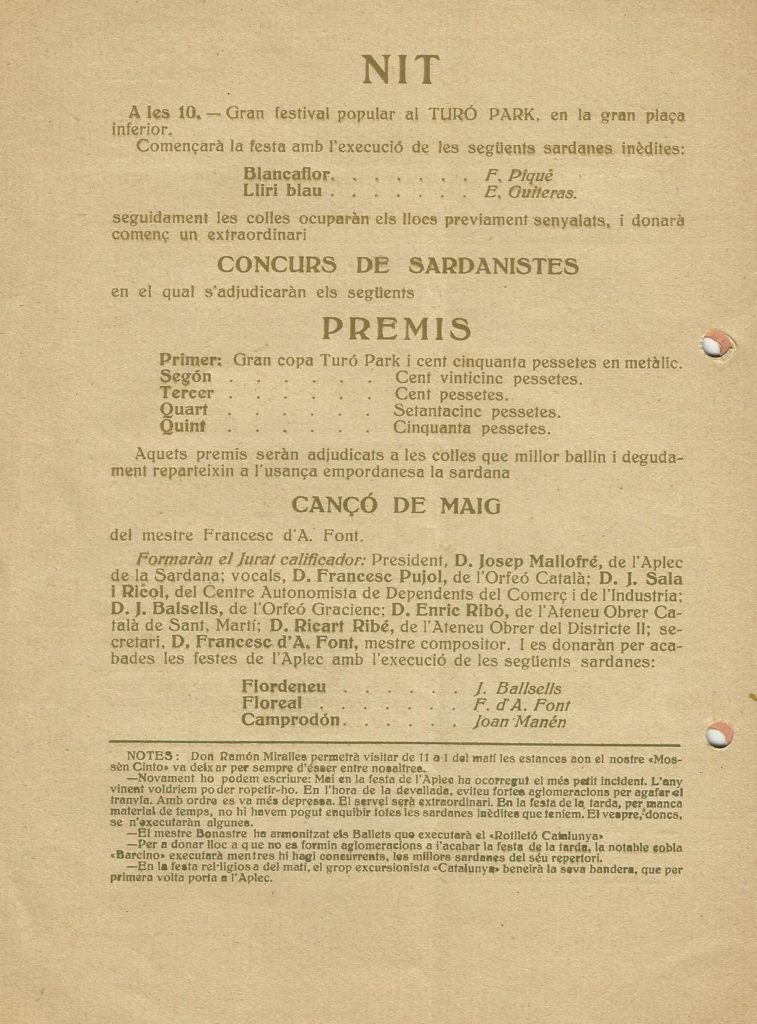 NIT
A les 10. — Gran festival popular al TURÓ PARK, en la gran plaça
inferior.
Començarà la festa amb l'execució de les següents sardanes inèdites:
Blancaflor. . . . . . . F. Piqué
Lliri blau . . . . . . . E. Guiteras.
seguidament les colles ocuparàn els llocs previament senyalats, i donarà
començ un extraordinari
CONCURS DE SARDANISTES
en el qual s'adjudicaràn els següents
PREMIS
Primer: Gran copa Turó Park i cent cinquanta pessetes en metàlic.
Segón . . . . . . Cent vinticinc pessetes.
Tercer . . . . . . Cent pessetes.
Quart . . . . . . Setantacinc pessetes.
Quint . . . . . . Cinquanta pessetes.
Aquets premis seràn adjudicats a les colles que millor ballin i deguda-
ment reparteixin a l'usança empordanesa la sardana
CANÇÓ DE MAIG
del mestre Francesc d'A. Font.
Formaràn el Jurat calificador: President, D. Josep Mallofré, de l'Aplec
de la Sardana; vocals, D. Francesc Pujol, de l'Orfeó Català; D. J. Sala
i Ricol, del Centre Autonomista de Dependents del Comerç i de l'Industria;
D. J. Balsells, de l'Orfeó Gracienc; D. Enric Ribó, de l'Ateneu Obrer Ca-
talà de Sant, Martí; D. Ricart Ribé, de l'Ateneu Obrer del Districte II; se-
cretari, D. Francesc d'A. Font, mestre compositor. I es donaràn per aca-
bades les festes de l'Aplec amb l'execució de les següents sardanes:
Flordeneu . . . . . . J. Ballsells
Floreal . . . . . . . F. d'A. Font
Camprodón. . . . . . Joan Manén
NOTES: Don Ramón Miralles permetrà visitar de 11 a 1 del matí les estances aon el nostre «Mos-
sèn Cinto» va deixar per sempre d'ésser entre nosaltres.
—Novament ho podem escriure: Mai en la festa de l'Aplec ha ocorregut el més petit incident. L'any
vinent voldriem poder ropetir-ho. En l'hora de la devallada, eviteu fortes aglomeracions per agafar el
tranvía. Amb ordre es va més depressa. El servei serà extraordinari. En la festa de la tarda, per manca
material de temps, no hi havem pogut enquibir totes les sardanes inèdites que teniem. El vespre, doncs,
se n'executaràn algunes.
—El mestre Bonastre ha armonitzat els Ballets que executarà el «Rotlletó Catalunya»
—Per a donar lloc a que no es formin aglomeracions a l'acabar la festa de la tarda, la notable cobla
«Barcino» executarà mentres hi hagi concurrents, les millors sardanes del séu repertori.
—En la festa rel·ligiosa del matí, el grop excursionista «Catalunya» beneirà la seva bandera, que per
primera volta porta a l'Aplec.